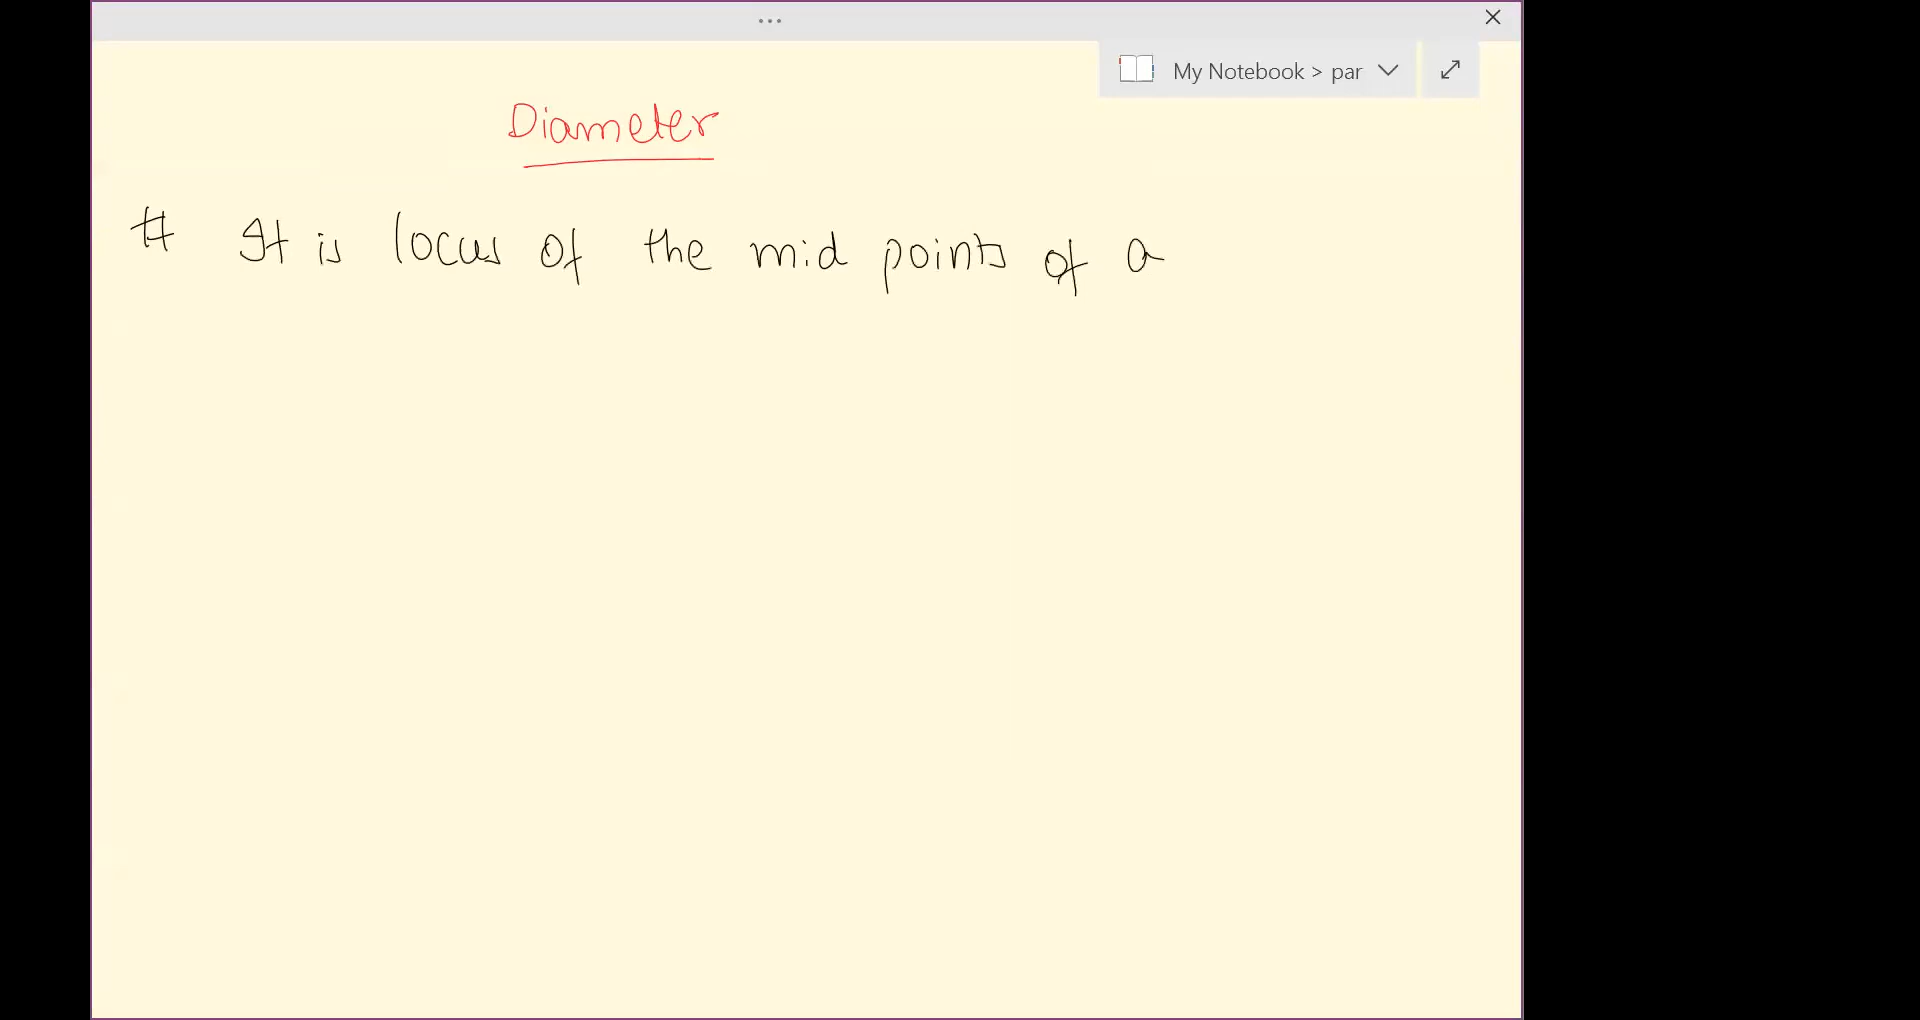 My Notebook > par
Diameter
# It is locus of the mid points of a